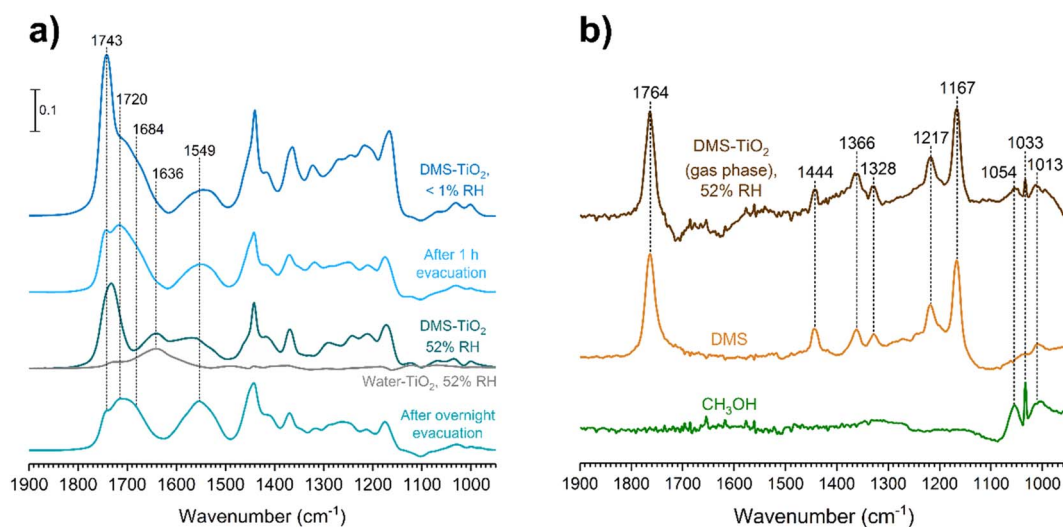 a)
1743
1720
1684
1636
1549
0.1
DMS-TiO2,
< 1% RH
After 1 h
evacuation
DMS-TiO2
52% RH
Water-TiO2, 52% RH
After overnight
evacuation
1900 1800 1700 1600 1500 1400 1300 1200 1100 1000
Wavenumber (cm-1)
b)
1764
1167
DMS-TiO2
(gas phase),
52% RH
1444
1366
1328
1217
1054
1033
1013
DMS
CH3OH
1900 1800 1700 1600 1500 1400 1300 1200 1100 1000
Wavenumber (cm-1)